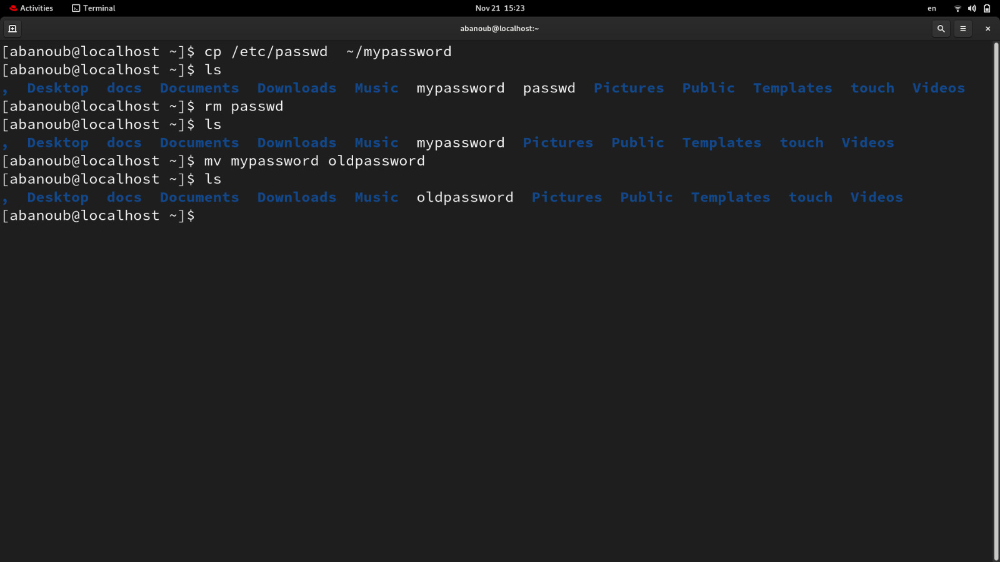 Activities Terminal Nov 21 15:23 en
abanoub@localhost:~
[abanoub@localhost ~]$ cp /etc/passwd  ~/mypassword
[abanoub@localhost ~]$ ls
,  Desktop  docs  Documents  Downloads  Music  mypassword  passwd  Pictures  Public  Templates  touch  Videos
[abanoub@localhost ~]$ rm passwd
[abanoub@localhost ~]$ ls
,  Desktop  docs  Documents  Downloads  Music  mypassword  Pictures  Public  Templates  touch  Videos
[abanoub@localhost ~]$ mv mypassword oldpassword
[abanoub@localhost ~]$ ls
,  Desktop  docs  Documents  Downloads  Music  oldpassword  Pictures  Public  Templates  touch  Videos
[abanoub@localhost ~]$